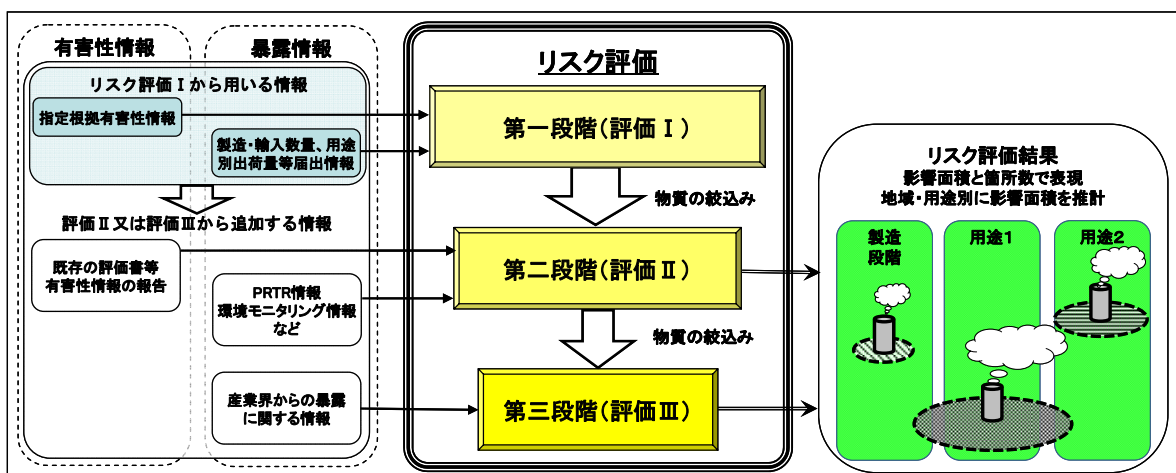 有害性情報
暴露情報
リスク評価Ⅰから用いる情報
指定根拠有害性情報
製造・輸入数量、用途
別出荷量等届出情報
評価Ⅱ又は評価Ⅲから追加する情報
既存の評価書等
有害性情報の報告
PRTR情報
環境モニタリング情報
など
産業界からの暴露
に関する情報
リスク評価
第一段階(評価Ⅰ)
物質の絞込み
第二段階(評価Ⅱ)
物質の絞込み
第三段階(評価Ⅲ)
リスク評価結果
影響面積と箇所数で表現
地域・用途別に影響面積を推計
製造
段階
用途1
用途2